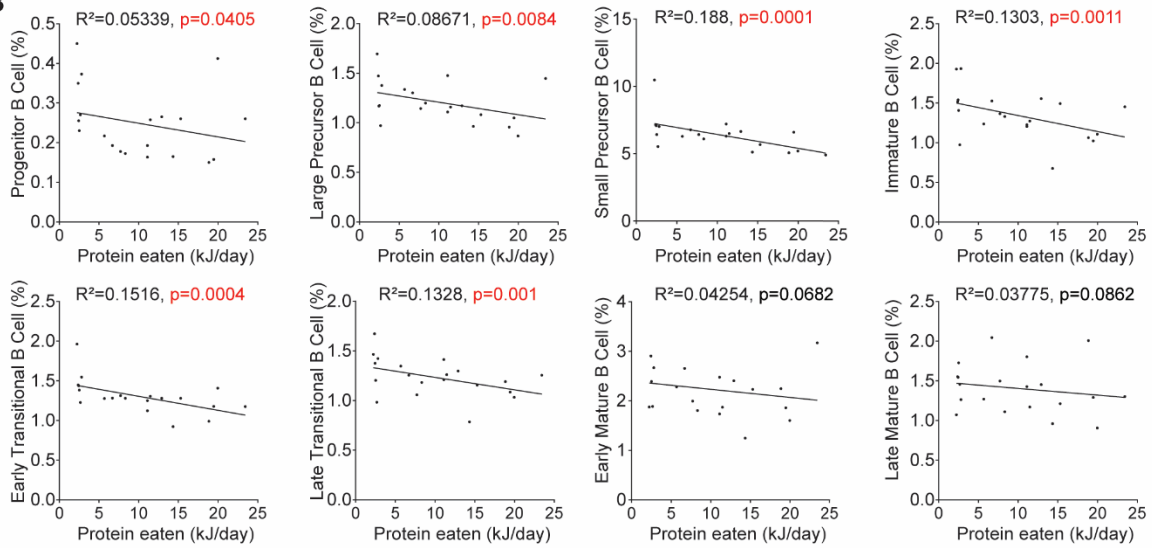 R²=0.05339, p=0.0405
Progenitor B Cell (%)
0.5
0.4
0.3
0.2
0.1
0.0
0 5 10 15 20 25
Protein eaten (kJ/day)
R²=0.08671, p=0.0084
Large Precursor B Cell (%)
2.0
1.5
1.0
0.5
0.0
0 5 10 15 20 25
Protein eaten (kJ/day)
R²=0.188, p=0.0001
Small Precursor B Cell (%)
15
10
5
0
0 5 10 15 20 25
Protein eaten (kJ/day)
R²=0.1303, p=0.0011
Immature B Cell (%)
2.5
2.0
1.5
1.0
0.5
0.0
0 5 10 15 20 25
Protein eaten (kJ/day)
R²=0.1516, p=0.0004
Early Transitional B Cell (%)
2.5
2.0
1.5
1.0
0.5
0.0
0 5 10 15 20 25
Protein eaten (kJ/day)
R²=0.1328, p=0.001
Late Transitional B Cell (%)
2.0
1.5
1.0
0.5
0.0
0 5 10 15 20 25
Protein eaten (kJ/day)
R²=0.04254, p=0.0682
Early Mature B Cell (%)
4
3
2
1
0
0 5 10 15 20 25
Protein eaten (kJ/day)
R²=0.03775, p=0.0862
Late Mature B Cell (%)
2.5
2.0
1.5
1.0
0.5
0.0
0 5 10 15 20 25
Protein eaten (kJ/day)